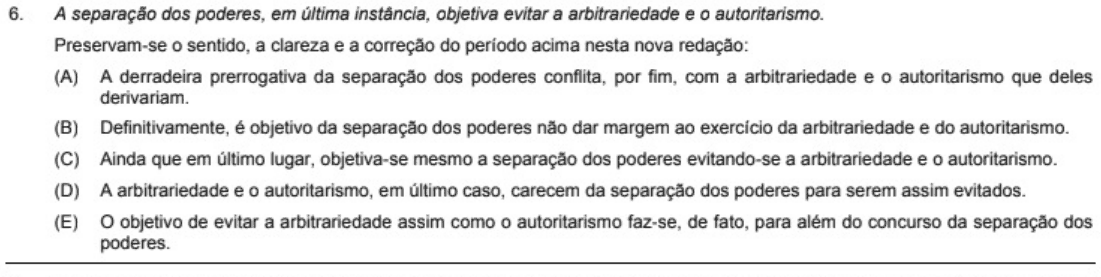 6. A separação dos poderes, em última instância, objetiva evitar a arbitrariedade e o autoritarismo.
Preservam-se o sentido, a clareza e a correção do período acima nesta nova redação:
(A) A derradeira prerrogativa da separação dos poderes conflita, por fim, com a arbitrariedade e o autoritarismo que deles
derivariam.
(B) Definitivamente, é objetivo da separação dos poderes não dar margem ao exercício da arbitrariedade e do autoritarismo.
(C) Ainda que em último lugar, objetiva-se mesmo a separação dos poderes evitando-se a arbitrariedade e o autoritarismo.
(D) A arbitrariedade e o autoritarismo, em último caso, carecem da separação dos poderes para serem assim evitados.
(E) O objetivo de evitar a arbitrariedade assim como o autoritarismo faz-se, de fato, para além do concurso da separação dos
poderes.